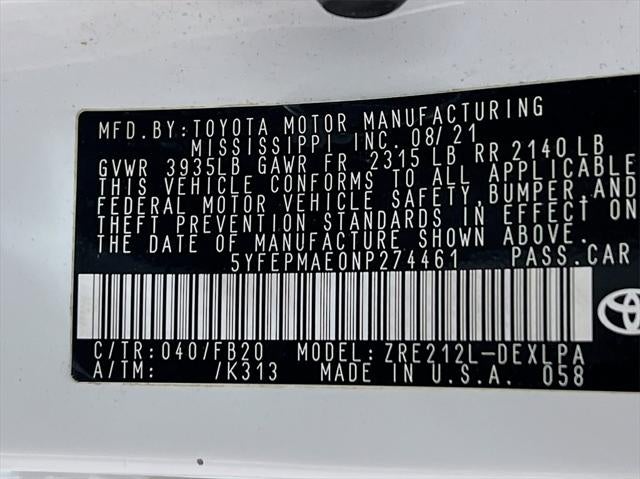 MFD. BY: TOYOTA MOTOR MANUFACTURING
MISSISSIPPI INC. 08/21
GVWR 3935LB GAWR FR 2315 LB RR 2140 LB
THIS VEHICLE CONFORMS TO ALL APPLICABLE
FEDERAL MOTOR VEHICLE SAFETY, BUMPER, AND
THEFT PREVENTION STANDARDS IN EFFECT ON
THE DATE OF MANUFACTURE SHOWN ABOVE.
5YFEPMAE0NP274461 PASS. CAR
C/TR: 040/FB20 MODEL: ZRE212L-DEXLPA
A/TM: /K313 MADE IN U.S.A. 058